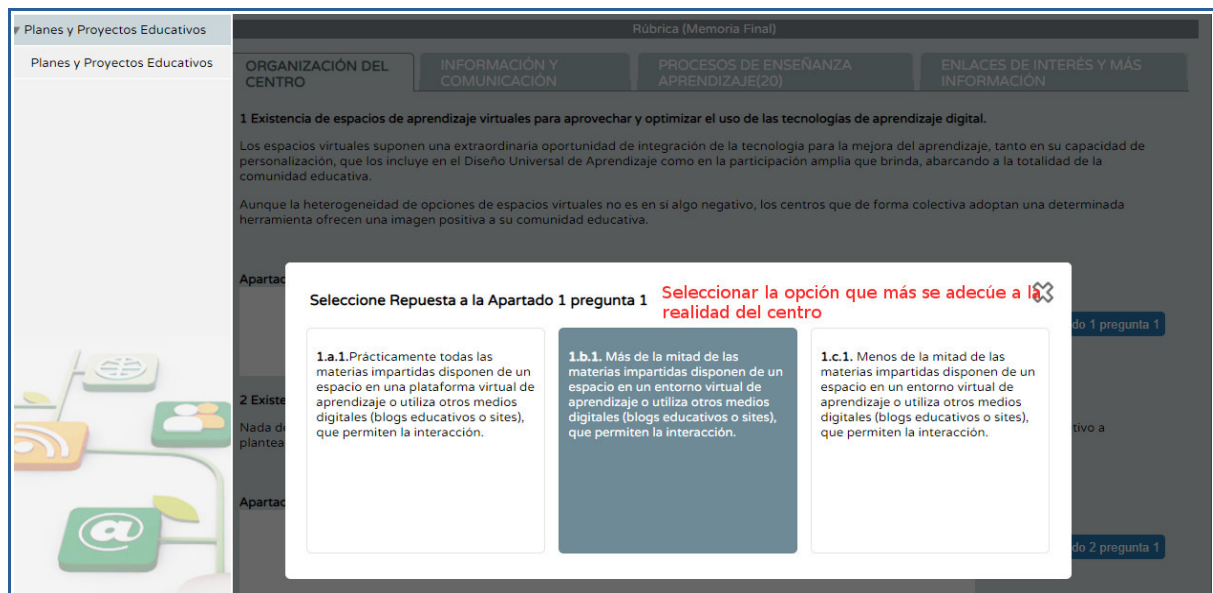 Planes y Proyectos Educativos
Planes y Proyectos Educativos
Rúbrica (Memoria Final)
ORGANIZACIÓN DEL
CENTRO
INFORMACIÓN Y
COMUNICACIÓN
PROCESOS DE ENSEÑANZA
APRENDIZAJE(20)
ENLACES DE INTERÉS Y MÁS
INFORMACIÓN
1 Existencia de espacios de aprendizaje virtuales para aprovechar y optimizar el uso de las tecnologías de aprendizaje digital.
Los espacios virtuales suponen una extraordinaria oportunidad de integración de la tecnología para la mejora del aprendizaje, tanto en su capacidad de
personalización, que los incluye en el Diseño Universal de Aprendizaje como en la participación amplia que brinda, abarcando a la totalidad de la
comunidad educativa.
Aunque la heterogeneidad de opciones de espacios virtuales no es en si algo negativo, los centros que de forma colectiva adoptan una determinada
herramienta ofrecen una imagen positiva a su comunidad educativa.
Apartad
Seleccione Repuesta a la Apartado 1 pregunta 1
Seleccionar la opción que más se adecúe a la
realidad del centro
do 1 pregunta 1
1.a.1.Prácticamente todas las
materias impartidas disponen de un
espacio en una plataforma virtual de
aprendizaje o utiliza otros medios
digitales (blogs educativos o sites),
que permiten la interacción.
1.b.1. Más de la mitad de las
materias impartidas disponen de un
espacio en un entorno virtual de
aprendizaje o utiliza otros medios
digitales (blogs educativos o sites),
que permiten la interacción.
1.c.1. Menos de la mitad de las
materias impartidas disponen de un
espacio en un entorno virtual de
aprendizaje o utiliza otros medios
digitales (blogs educativos o sites),
que permiten la interacción.
2 Existe
Nada d
tivo a
plantea
Apartad
do 2 pregunta 1